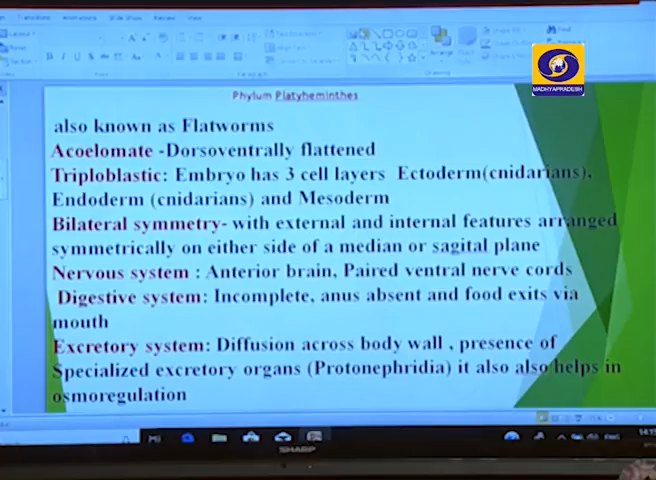 Phylum Platyheminthes
MADHYAPRADESH
also known as Flatworms
Acoelomate -Dorsoventrally flattened
Triploblastic: Embryo has 3 cell layers Ectoderm(cnidarians),
Endoderm (cnidarians) and Mesoderm
Bilateral symmetry- with external and internal features arranged
symmetrically on either side of a median or sagital plane
Nervous system : Anterior brain, Paired ventral nerve cords
Digestive system: Incomplete, anus absent and food exits via
mouth
Excretory system: Diffusion across body wall , presence of
Specialized excretory organs (Protonephridia) it also also helps in
osmoregulation
SHARP